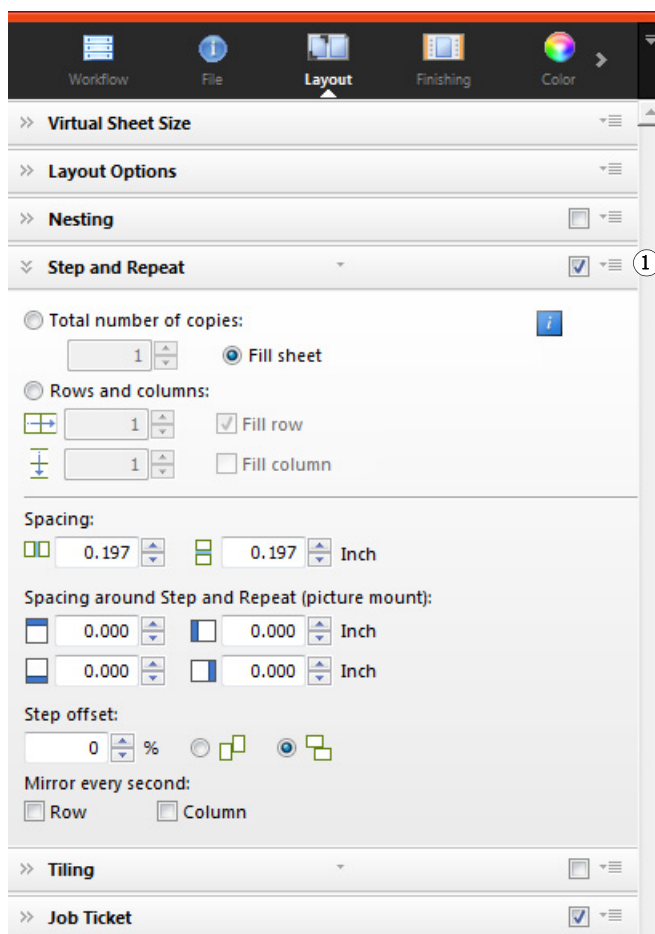 Workflow File Layout Finishing Color
Virtual Sheet Size
Layout Options
Nesting
Step and Repeat 1
Total number of copies: i
1 Fill sheet
Rows and columns:
1 Fill row
1 Fill column
Spacing:
0.197 0.197 Inch
Spacing around Step and Repeat (picture mount):
0.000 0.000 Inch
0.000 0.000 Inch
Step offset:
0 %
Mirror every second:
Row Column
Tiling
Job Ticket